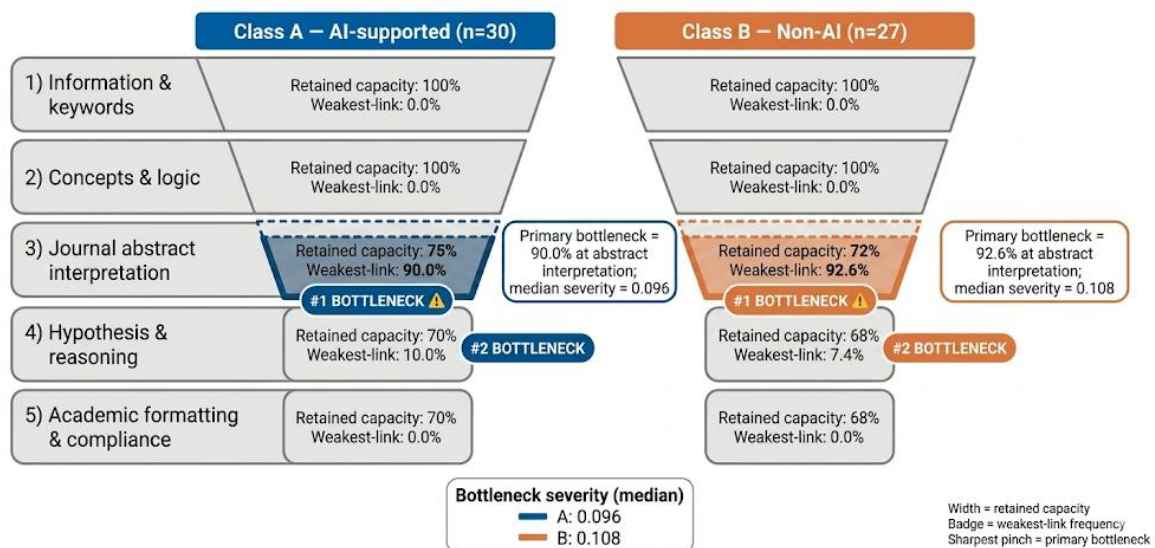 Class A — AI-supported (n=30)
Class B — Non-AI (n=27)
1) Information &
keywords
Retained capacity: 100%
Weakest-link: 0.0%
Retained capacity: 100%
Weakest-link: 0.0%
2) Concepts & logic
Retained capacity: 100%
Weakest-link: 0.0%
Retained capacity: 100%
Weakest-link: 0.0%
3) Journal abstract
interpretation
Retained capacity: 75%
Weakest-link: 90.0%
#1 BOTTLENECK ⚠
Primary bottleneck =
90.0% at abstract
interpretation;
median severity = 0.096
Retained capacity: 72%
Weakest-link: 92.6%
#1 BOTTLENECK ⚠
Primary bottleneck =
92.6% at abstract
interpretation;
median severity = 0.108
4) Hypothesis &
reasoning
Retained capacity: 70%
Weakest-link: 10.0%
#2 BOTTLENECK
Retained capacity: 68%
Weakest-link: 7.4%
#2 BOTTLENECK
5) Academic formatting
& compliance
Retained capacity: 70%
Weakest-link: 0.0%
Retained capacity: 68%
Weakest-link: 0.0%
Bottleneck severity (median)
A: 0.096
B: 0.108
Width = retained capacity
Badge = weakest-link frequency
Sharpest pinch = primary bottleneck